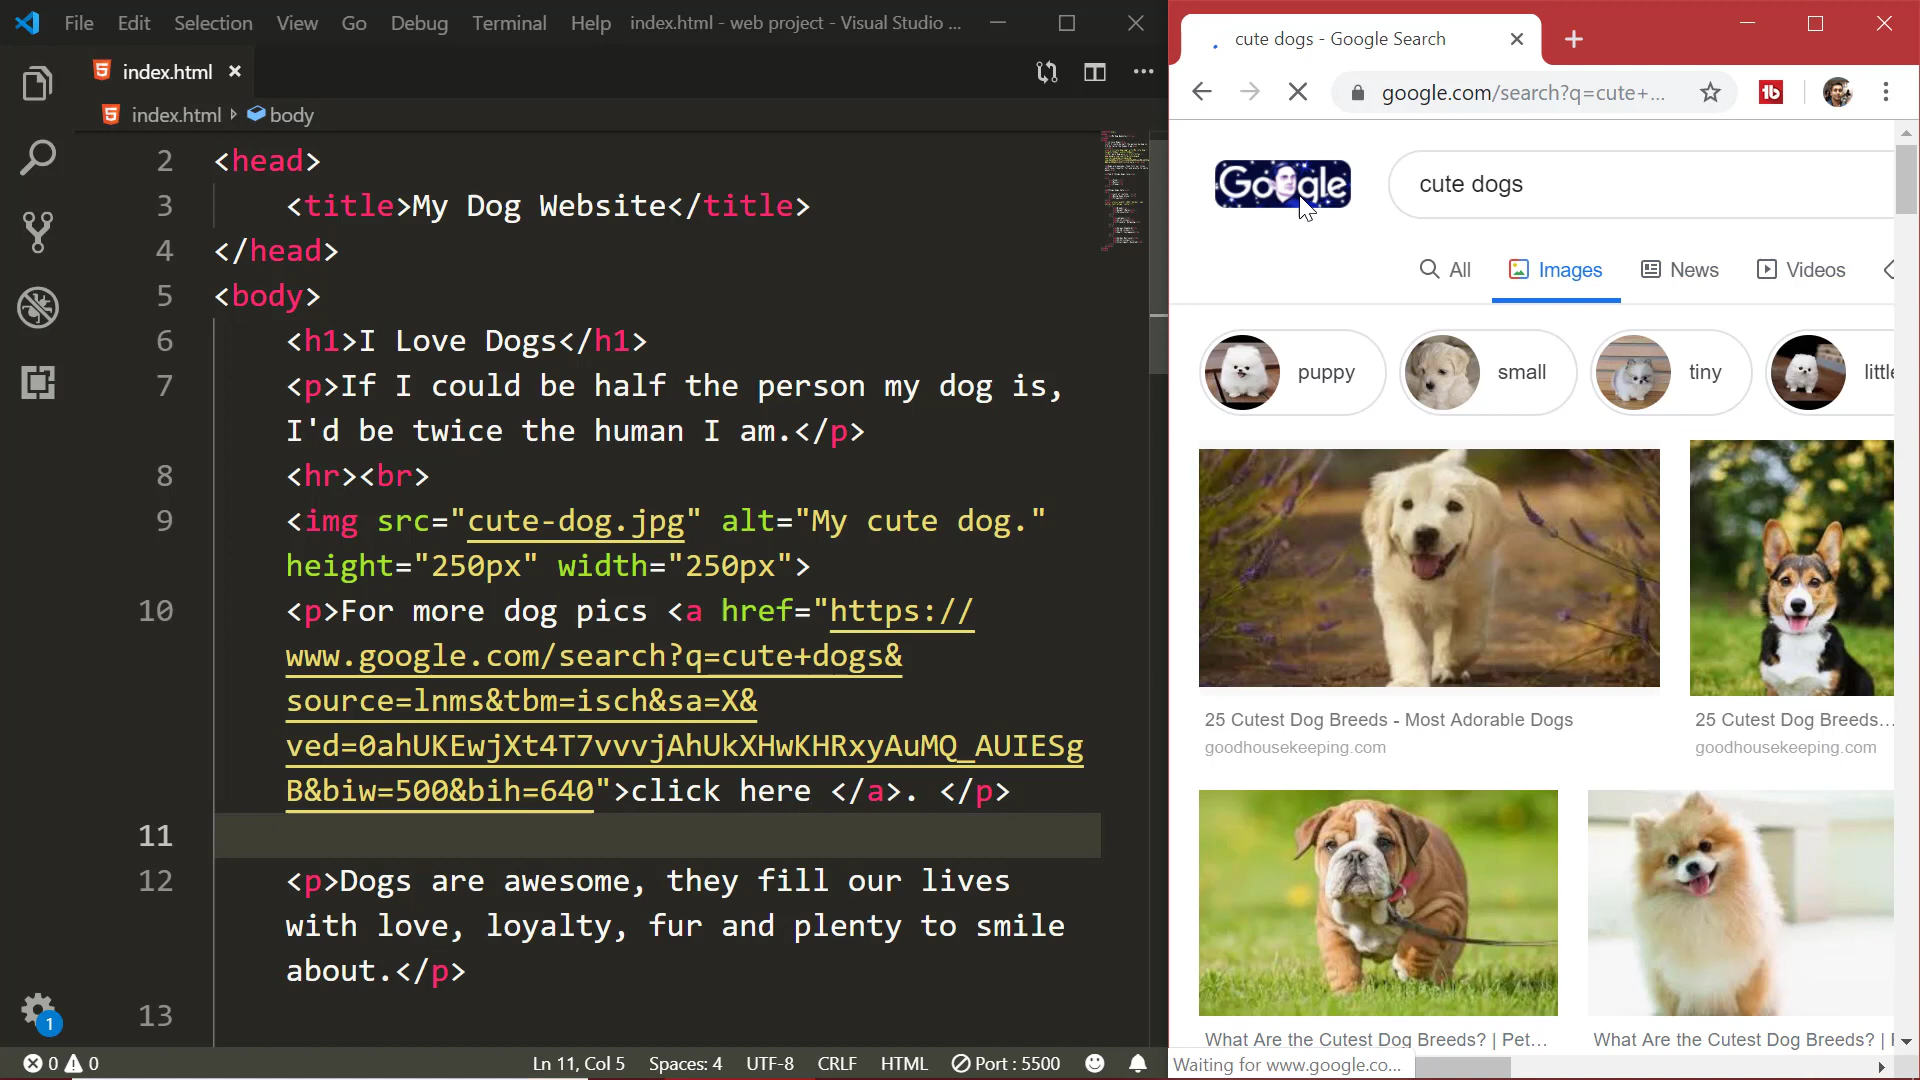 File Edit Selection View Go Debug Terminal Help index.html - web project - Visual Studio ...
index.html
index.html body
2 <head>
3 <title>My Dog Website</title>
4 </head>
5 <body>
6 <h1>I Love Dogs</h1>
7 <p>If I could be half the person my dog is,
I'd be twice the human I am.</p>
8 <hr><br>
9 <img src="cute-dog.jpg" alt="My cute dog."
height="250px" width="250px">
10 <p>For more dog pics <a href="https://
www.google.com/search?q=cute+dogs&
source=lnms&tbm=isch&sa=X&
ved=0ahUKEwjXt4T7vvvjAhUkXHwKHRxyAuMQ_AUIESg
B&biw=500&bih=640">click here </a>. </p>
11
12 <p>Dogs are awesome, they fill our lives
with love, loyalty, fur and plenty to smile
about.</p>
13
1
0 0 Ln 11, Col 5 Spaces: 4 UTF-8 CRLF HTML Port : 5500
cute dogs - Google Search
google.com/search?q=cute+...
tb
Google
cute dogs
All Images News Videos
puppy small tiny little
25 Cutest Dog Breeds - Most Adorable Dogs
goodhousekeeping.com
25 Cutest Dog Breeds...
goodhousekeeping.com
What Are the Cutest Dog Breeds? | Pet...
What Are the Cutest Dog Breeds? |
Waiting for www.google.co...